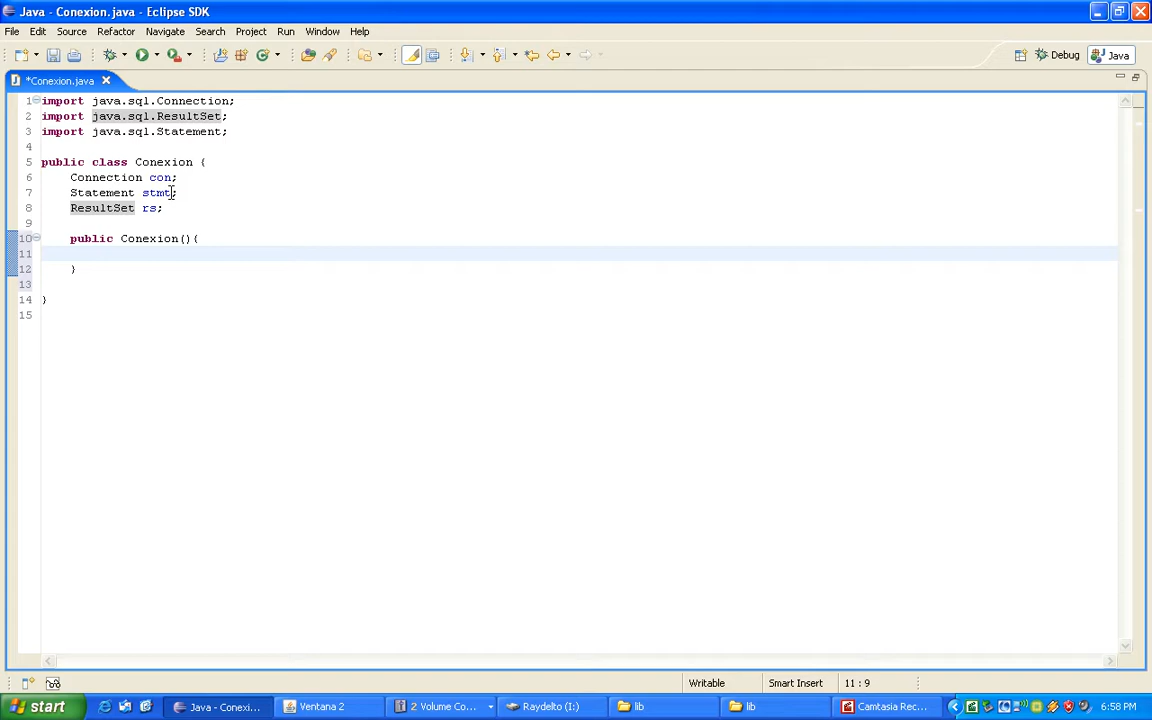 Java - Conexion.java - Eclipse SDK
File Edit Source Refactor Navigate Search Project Run Window Help
Debug Java
*Conexion.java
1 import java.sql.Connection;
2 import java.sql.ResultSet;
3 import java.sql.Statement;
4
5 public class Conexion {
6 Connection con;
7 Statement stmt;
8 ResultSet rs;
9
10 public Conexion(){
11
12 }
13
14 }
15
Writable Smart Insert 11 : 9
start Java - Conexi... Ventana 2 2 Volume Co... Raydelto (I:) lib lib Camtasia Rec... 6:58 PM